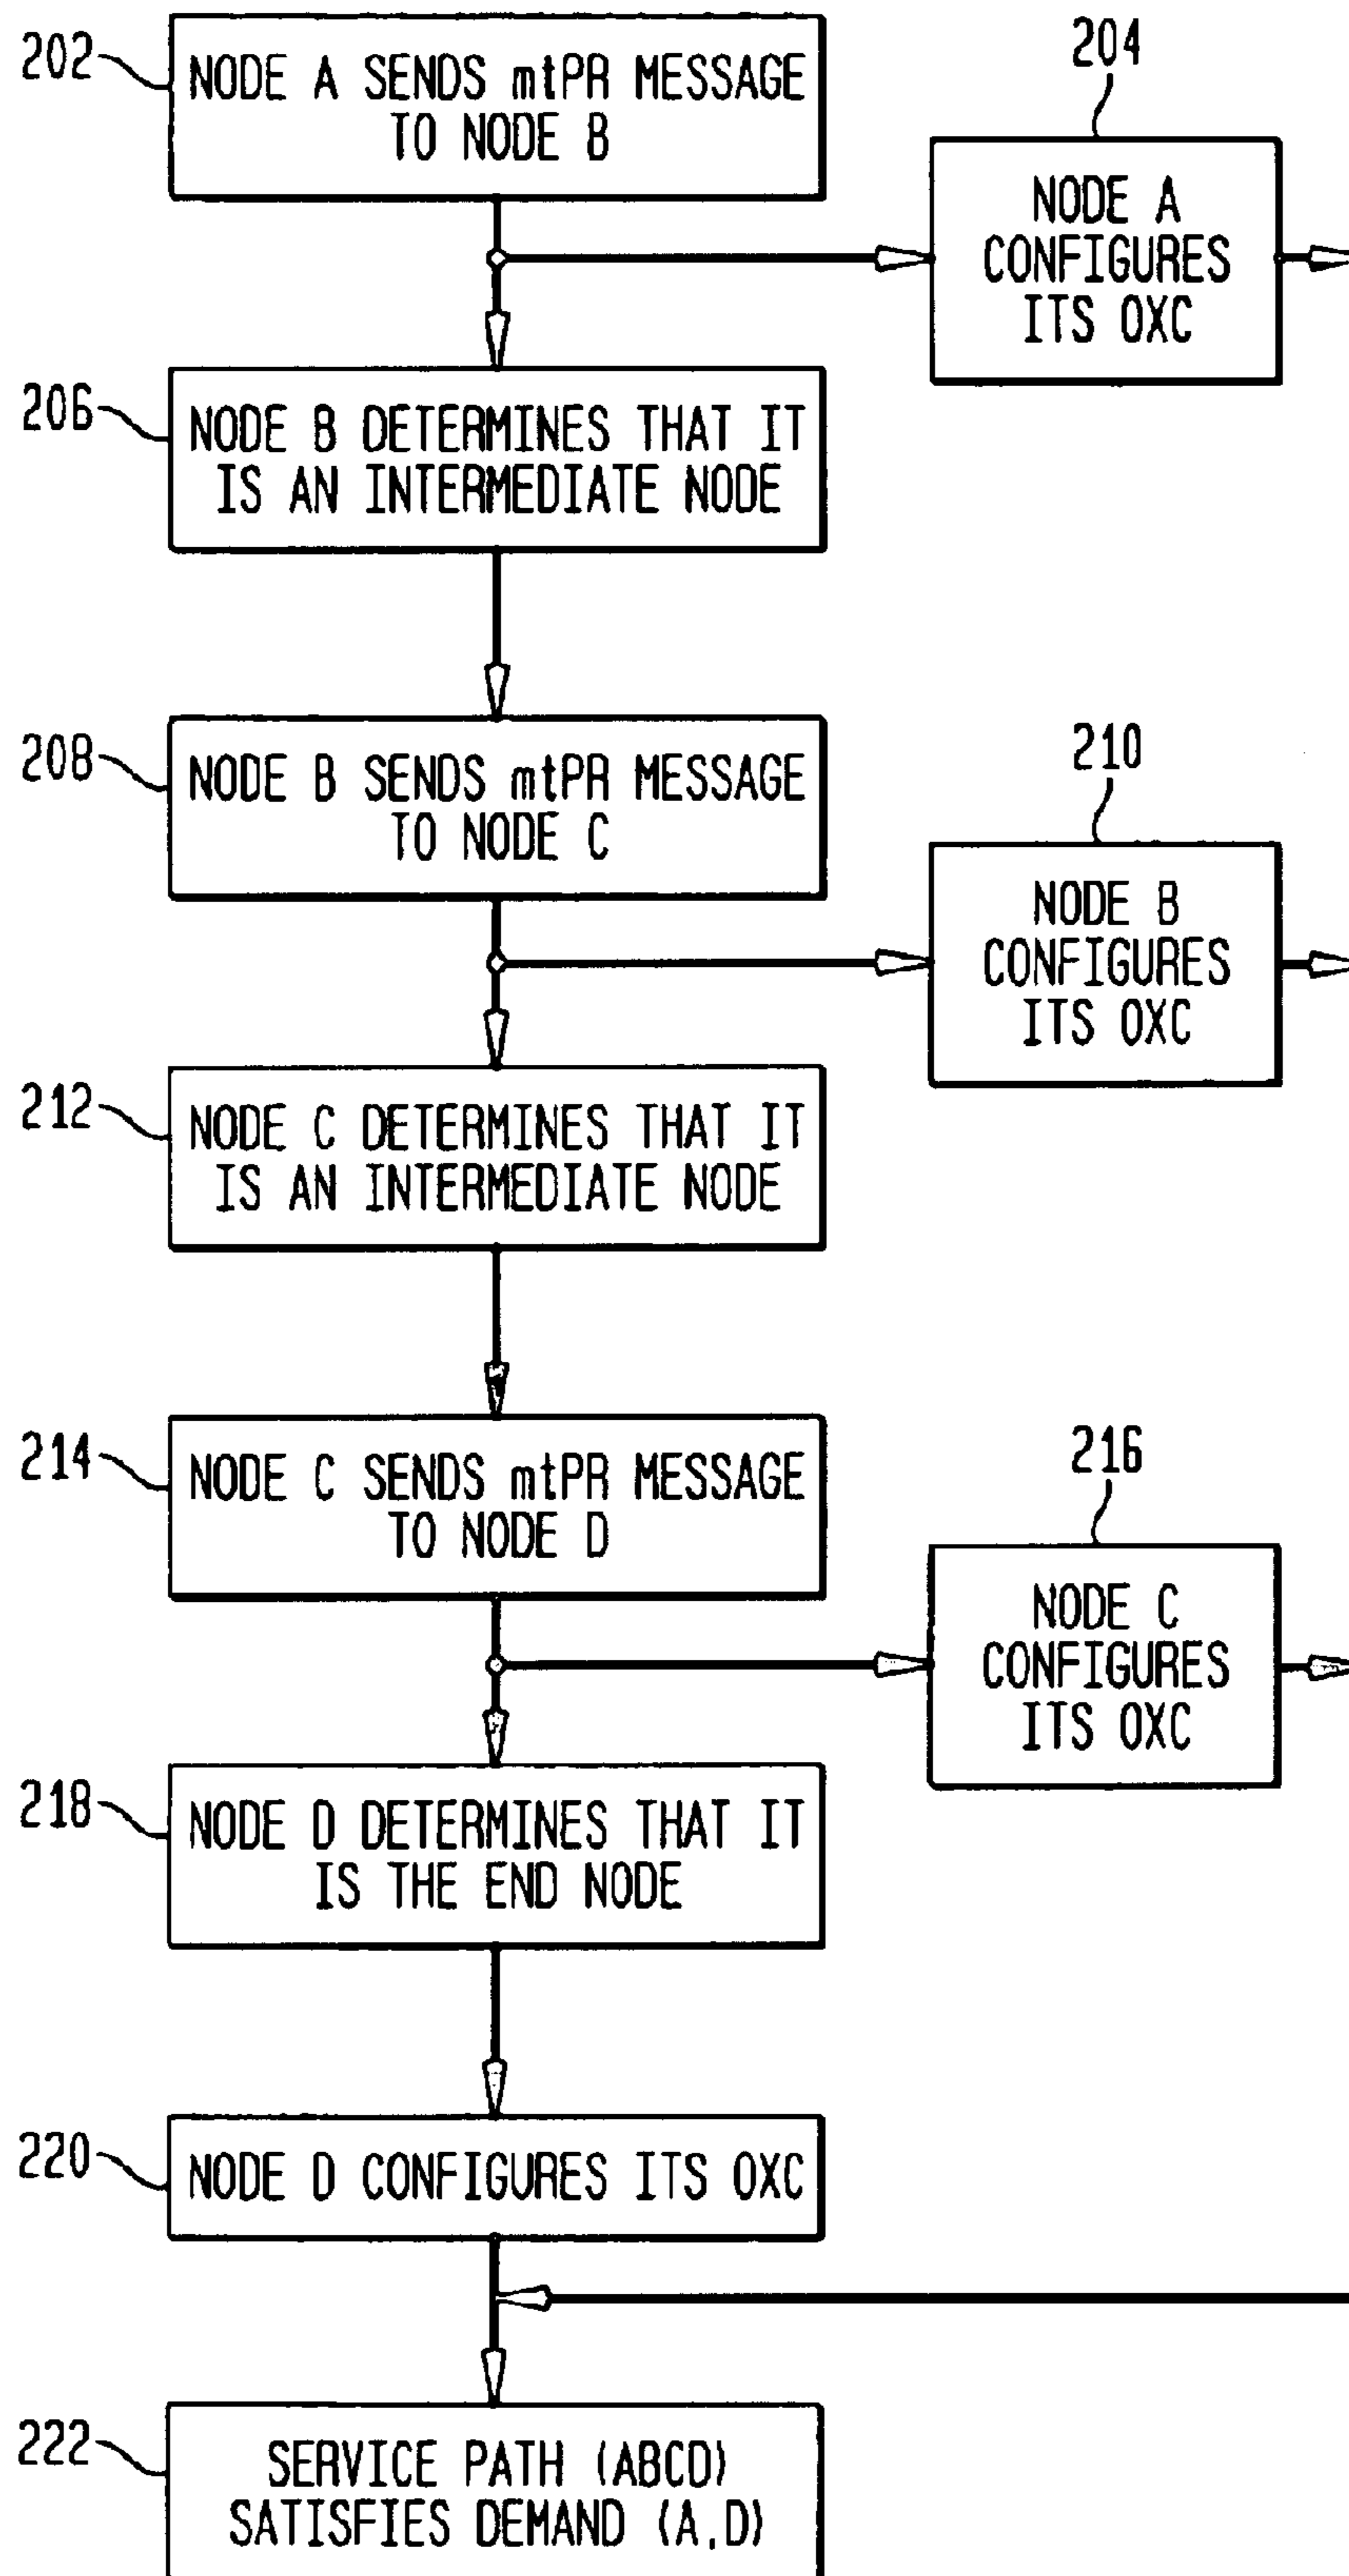 202
NODE A SENDS mtPR MESSAGE
TO NODE B
204
NODE A
CONFIGURES
ITS OXC
206
NODE B DETERMINES THAT IT
IS AN INTERMEDIATE NODE
208
NODE B SENDS mtPR MESSAGE
TO NODE C
210
NODE B
CONFIGURES
ITS OXC
212
NODE C DETERMINES THAT IT
IS AN INTERMEDIATE NODE
214
NODE C SENDS mtPR MESSAGE
TO NODE D
216
NODE C
CONFIGURES
ITS OXC
218
NODE D DETERMINES THAT IT
IS THE END NODE
220
NODE D CONFIGURES ITS OXC
222
SERVICE PATH (ABCD)
SATISFIES DEMAND (A,D)